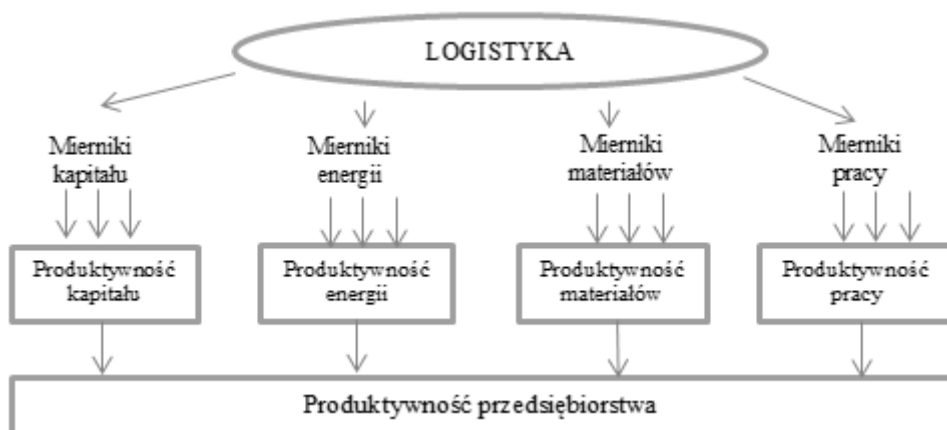 LOGISTYKA
Mierniki
kapitału
Mierniki
energii
Mierniki
materiałów
Mierniki
pracy
Produktywność
kapitału
Produktywność
energii
Produktywność
materiałów
Produktywność
pracy
Produktywność przedsiębiorstwa